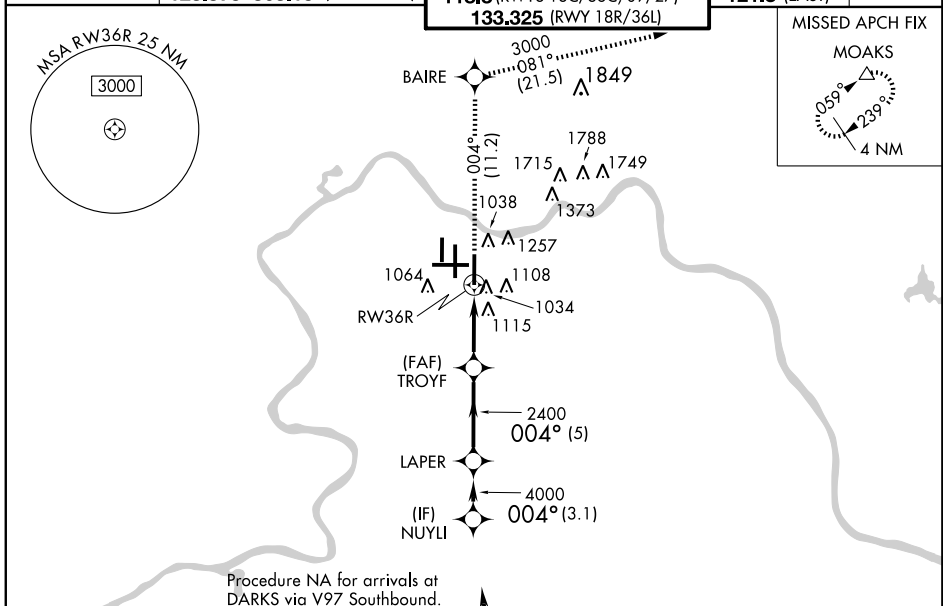 133.325 (RWY 18R/36L)
MISSED APCH FIX
MOAKS
059°
239°
4 NM
MSA RW36R 25 NM
3000
BAIRE
3000
081°
(21.5)
1849
004°
(11.2)
1788
1715
1749
1373
1038
1257
1064
1108
1034
RW36R
1115
(FAF)
TROYF
2400
004° (5)
LAPER
4000
004° (3.1)
(IF)
NUYLI
Procedure NA for arrivals at
DARKS via V97 Southbound.